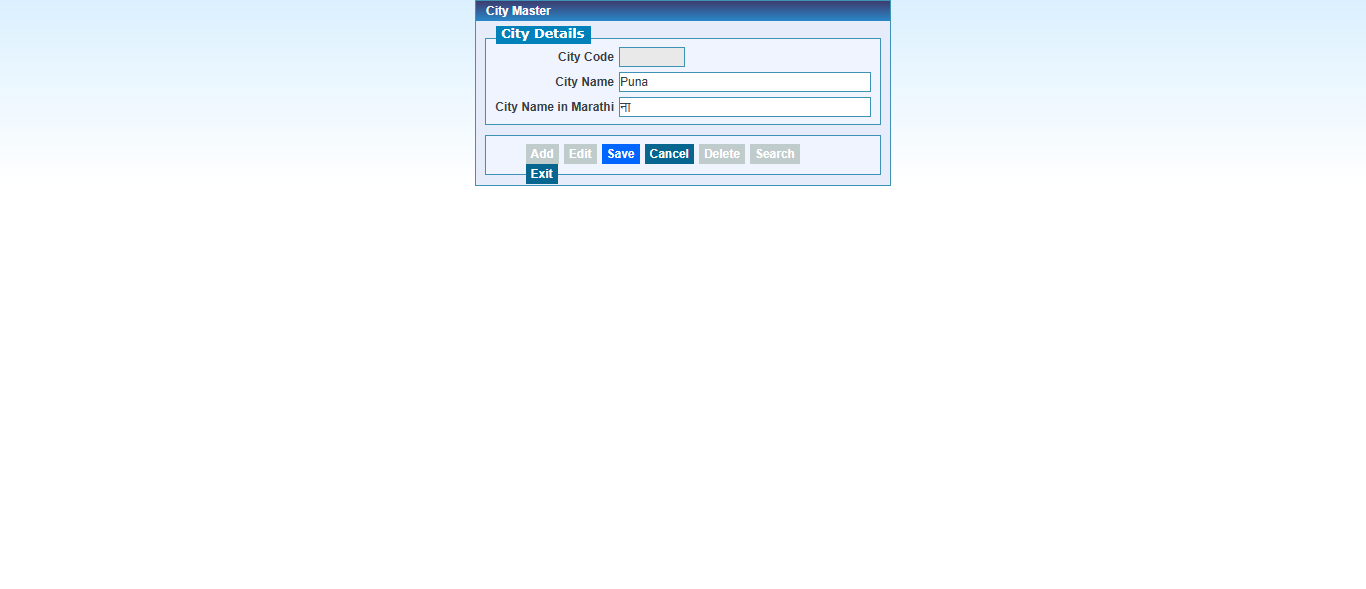 City Master
City Details
City Code
City Name Puna
City Name in Marathi ना
Add Edit Save Cancel Delete Search
Exit